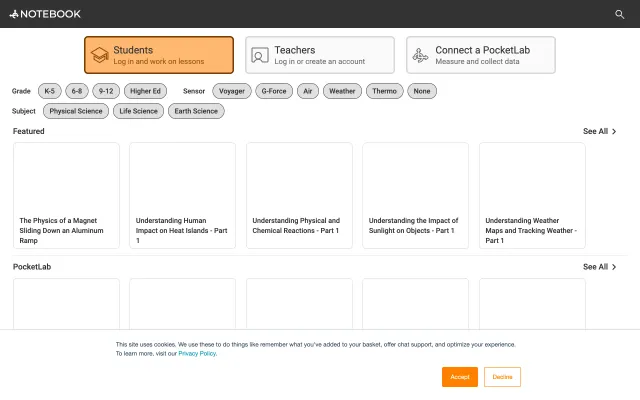 NOTEBOOK
Students
Log in and work on lessons
Teachers
Log in or create an account
Connect a PocketLab
Measure and collect data
Grade K-5 6-8 9-12 Higher Ed Sensor Voyager G-Force Air Weather Thermo None
Subject Physical Science Life Science Earth Science
Featured See All
The Physics of a Magnet
Sliding Down an Aluminum
Ramp
Understanding Human
Impact on Heat Islands - Part
1
Understanding Physical and
Chemical Reactions - Part 1
Understanding the Impact of
Sunlight on Objects - Part 1
Understanding Weather
Maps and Tracking Weather -
Part 1
PocketLab See All
This site uses cookies. We use these to do things like remember what you've added to your basket, offer chat support, and optimize your experience.
To learn more, visit our Privacy Policy.
Accept Decline